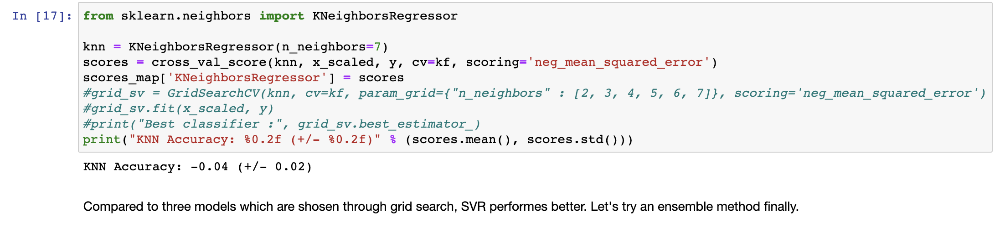 In [17]: from sklearn.neighbors import KNeighborsRegressor
knn = KNeighborsRegressor(n_neighbors=7)
scores = cross_val_score(knn, x_scaled, y, cv=kf, scoring='neg_mean_squared_error')
scores_map['KNeighborsRegressor'] = scores
#grid_sv = GridSearchCV(knn, cv=kf, param_grid={"n_neighbors" : [2, 3, 4, 5, 6, 7]}, scoring='neg_mean_squared_error')
#grid_sv.fit(x_scaled, y)
#print("Best classifier :", grid_sv.best_estimator_)
print("KNN Accuracy: %0.2f (+/- %0.2f)" % (scores.mean(), scores.std()))
KNN Accuracy: -0.04 (+/- 0.02)
Compared to three models which are shosen through grid search, SVR performes better. Let's try an ensemble method finally.